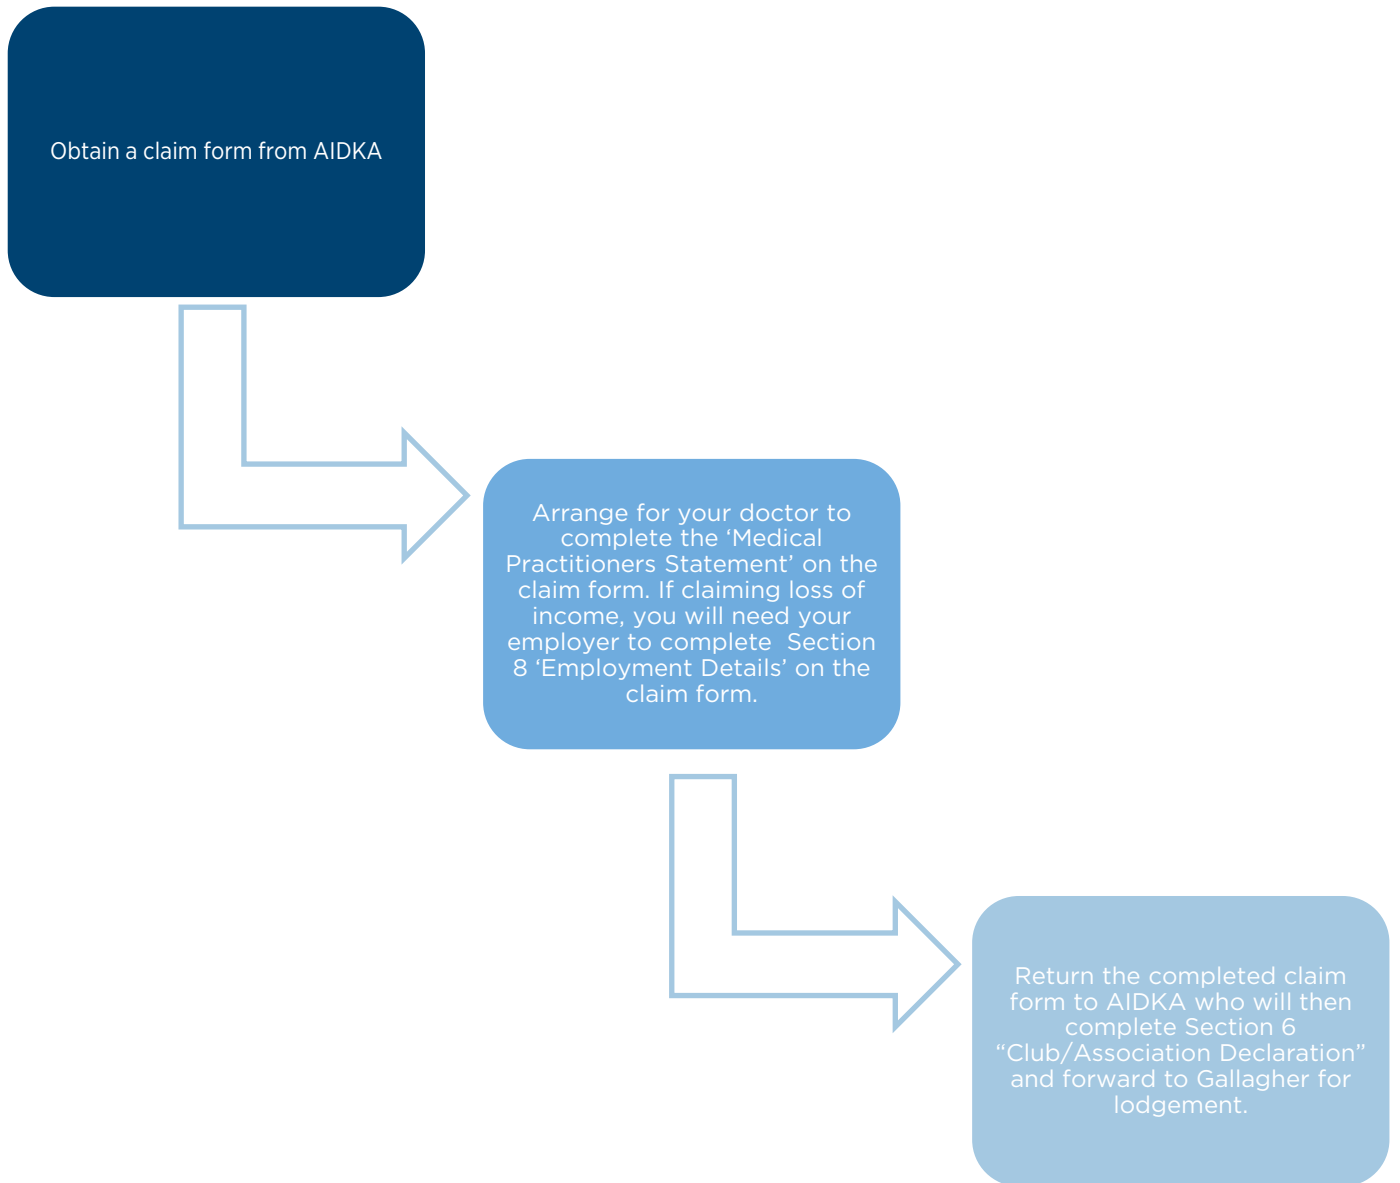 Obtain a claim form from AIDKA
Arrange for your doctor to
complete the ‘Medical
Practitioners Statement’ on the
claim form. If claiming loss of
income, you will need your
employer to complete  Section
8 ‘Employment Details’ on the
claim form.
Return the completed claim
form to AIDKA who will then
complete Section 6
“Club/Association Declaration”
and forward to Gallagher for
lodgement.